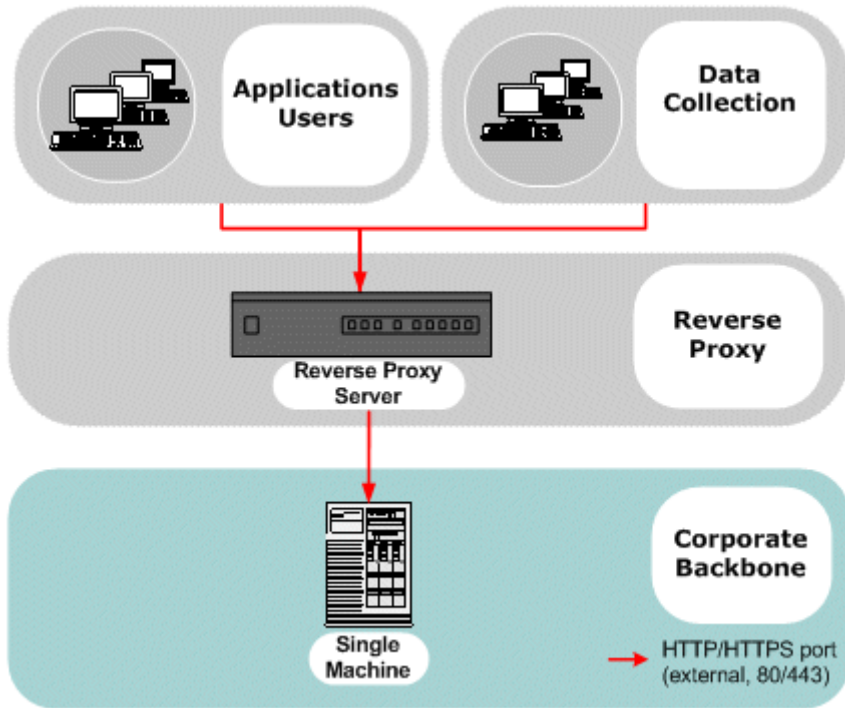 Applications
Users
Data
Collection
Reverse
Proxy
Reverse Proxy
Server
Corporate
Backbone
Single
Machine
HTTP/HTTPS port
(external, 80/443)